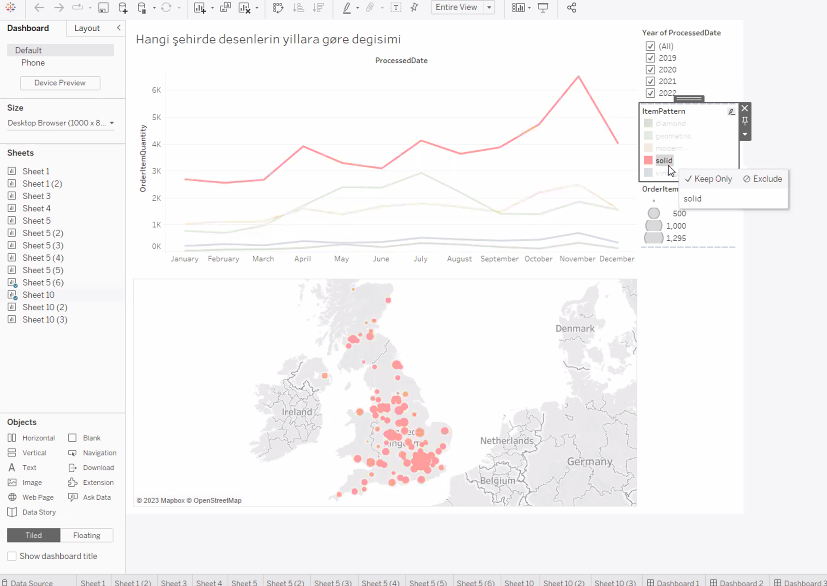 Entire View
Dashboard
Layout
Default
Phone
Device Preview
Size
Desktop Browser (1000 x 8...
Sheets
Sheet 1
Sheet 1 (2)
Sheet 3
Sheet 4
Sheet 5
Sheet 5 (2)
Sheet 5 (3)
Sheet 5 (4)
Sheet 5 (5)
Sheet 5 (6)
Sheet 10
Sheet 10 (2)
Sheet 10 (3)
Objects
Horizontal
Blank
Vertical
Navigation
Text
Download
Image
Extension
Web Page
Ask Data
Data Story
Tiled
Floating
Show dashboard title
Hangi şehirde desenlerin yillara gøre degisimi
ProcessedDate
OrderItemQuantity
6K
5K
4K
3K
2K
1K
0K
January
February
March
April
May
June
July
August
September
October
November
December
Year of ProcessedDate
(All)
2019
2020
2021
2022
ItemPattern
diamond
geometric
modern
solid
Keep Only
Exclude
solid
OrderItem
500
1,000
1,295
Denmark
Ireland
Netherlands
Belgium
Germany
© 2023 Mapbox © OpenStreetMap
Data Source
Sheet 1
Sheet 1 (2)
Sheet 3
Sheet 4
Sheet 5
Sheet 5 (2)
Sheet 5 (3)
Sheet 5 (4)
Sheet 5 (5)
Sheet 5 (6)
Sheet 10
Sheet 10 (2)
Sheet 10 (3)
Dashboard 1
Dashboard 2
Dashboard 3